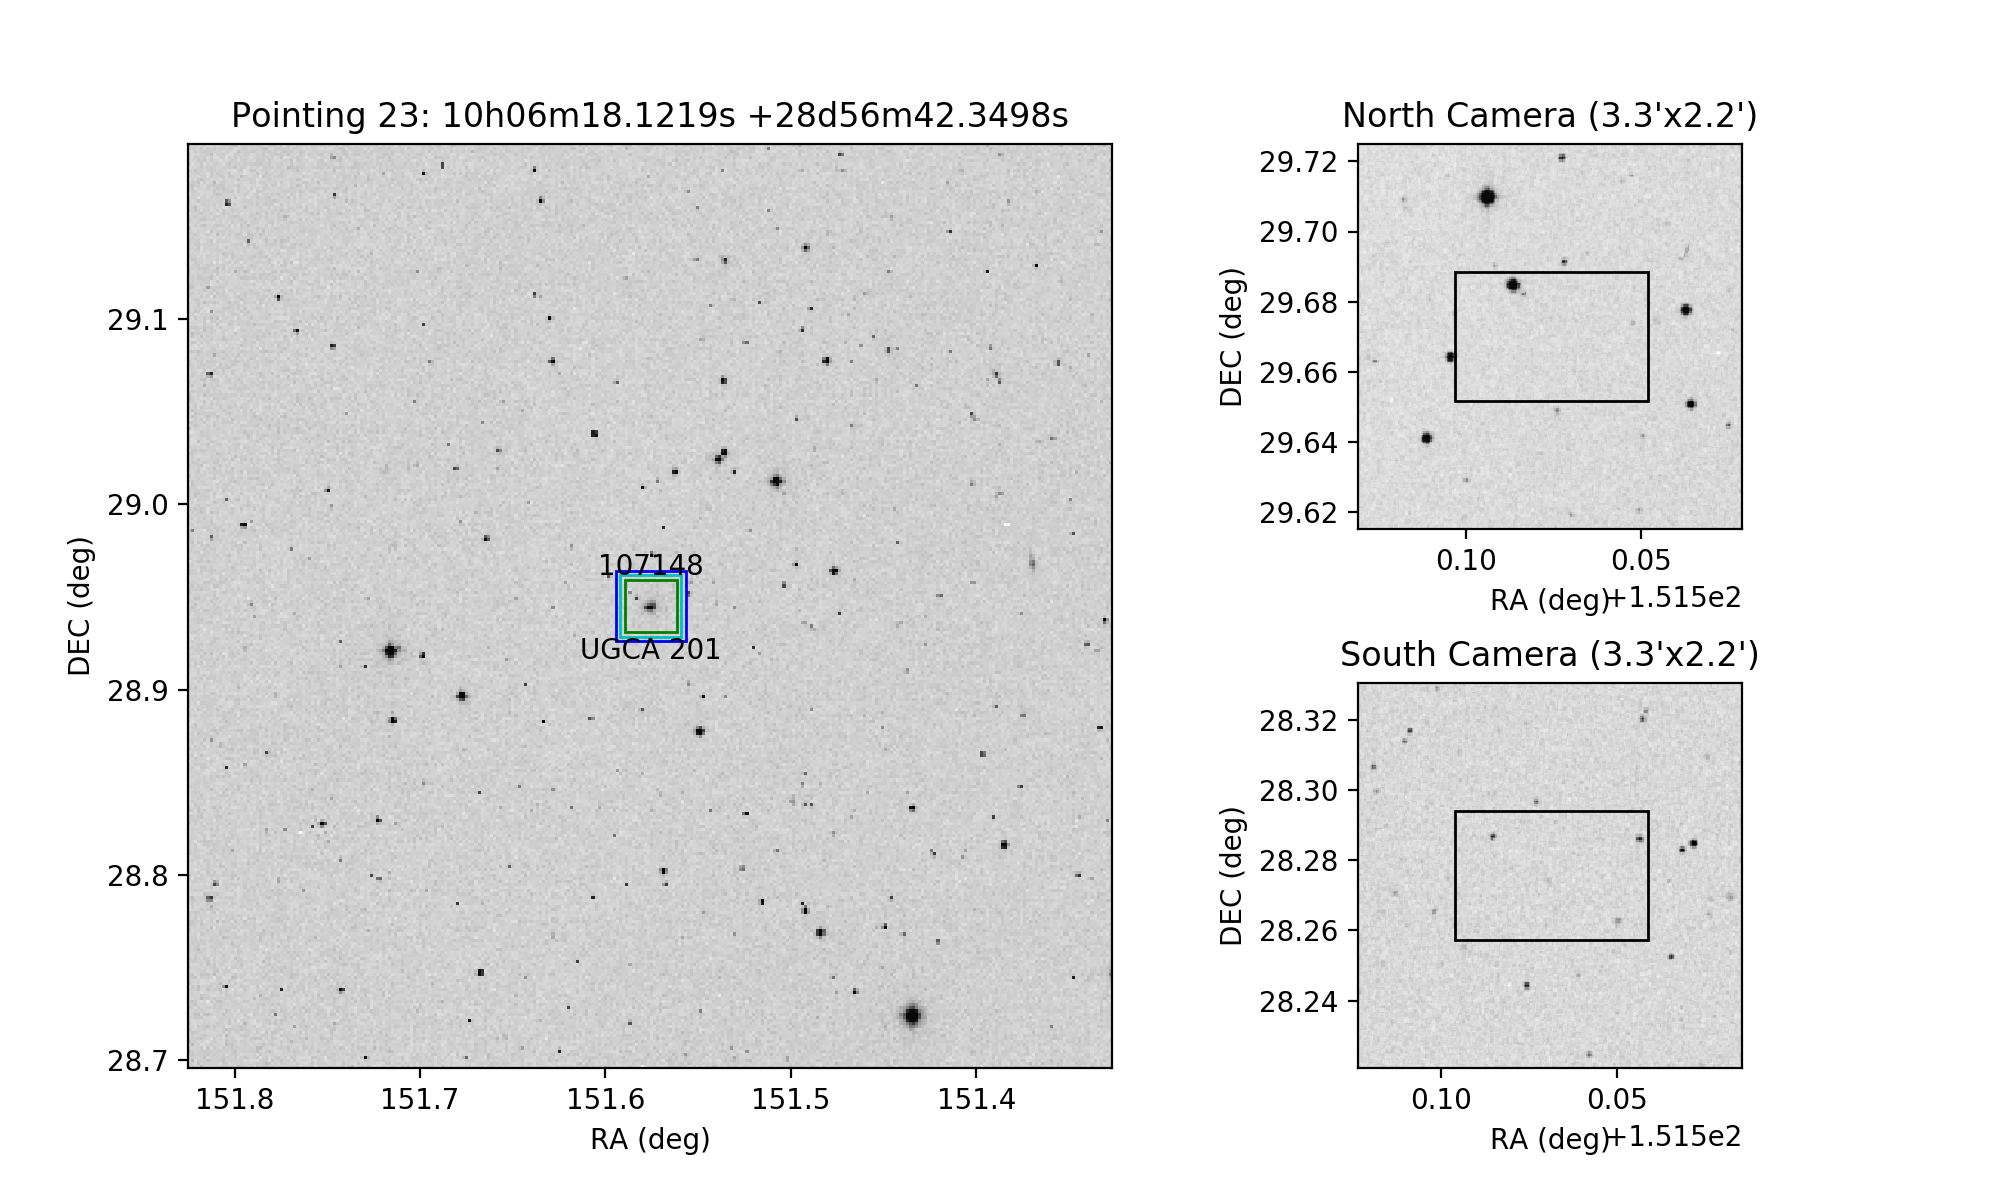 Pointing 23: 10h06m18.1219s +28d56m42.3498s
29.1
29.0
28.9
28.8
28.7
DEC (deg)
107148
UGCA 201
151.8 151.7 151.6 151.5 151.4
RA (deg)
North Camera (3.3'x2.2')
29.72
29.70
29.68
29.66
29.64
29.62
DEC (deg)
0.10 0.05
RA (deg)
+1.515e2
South Camera (3.3'x2.2')
28.32
28.30
28.28
28.26
28.24
DEC (deg)
0.10 0.05
RA (deg)
+1.515e2